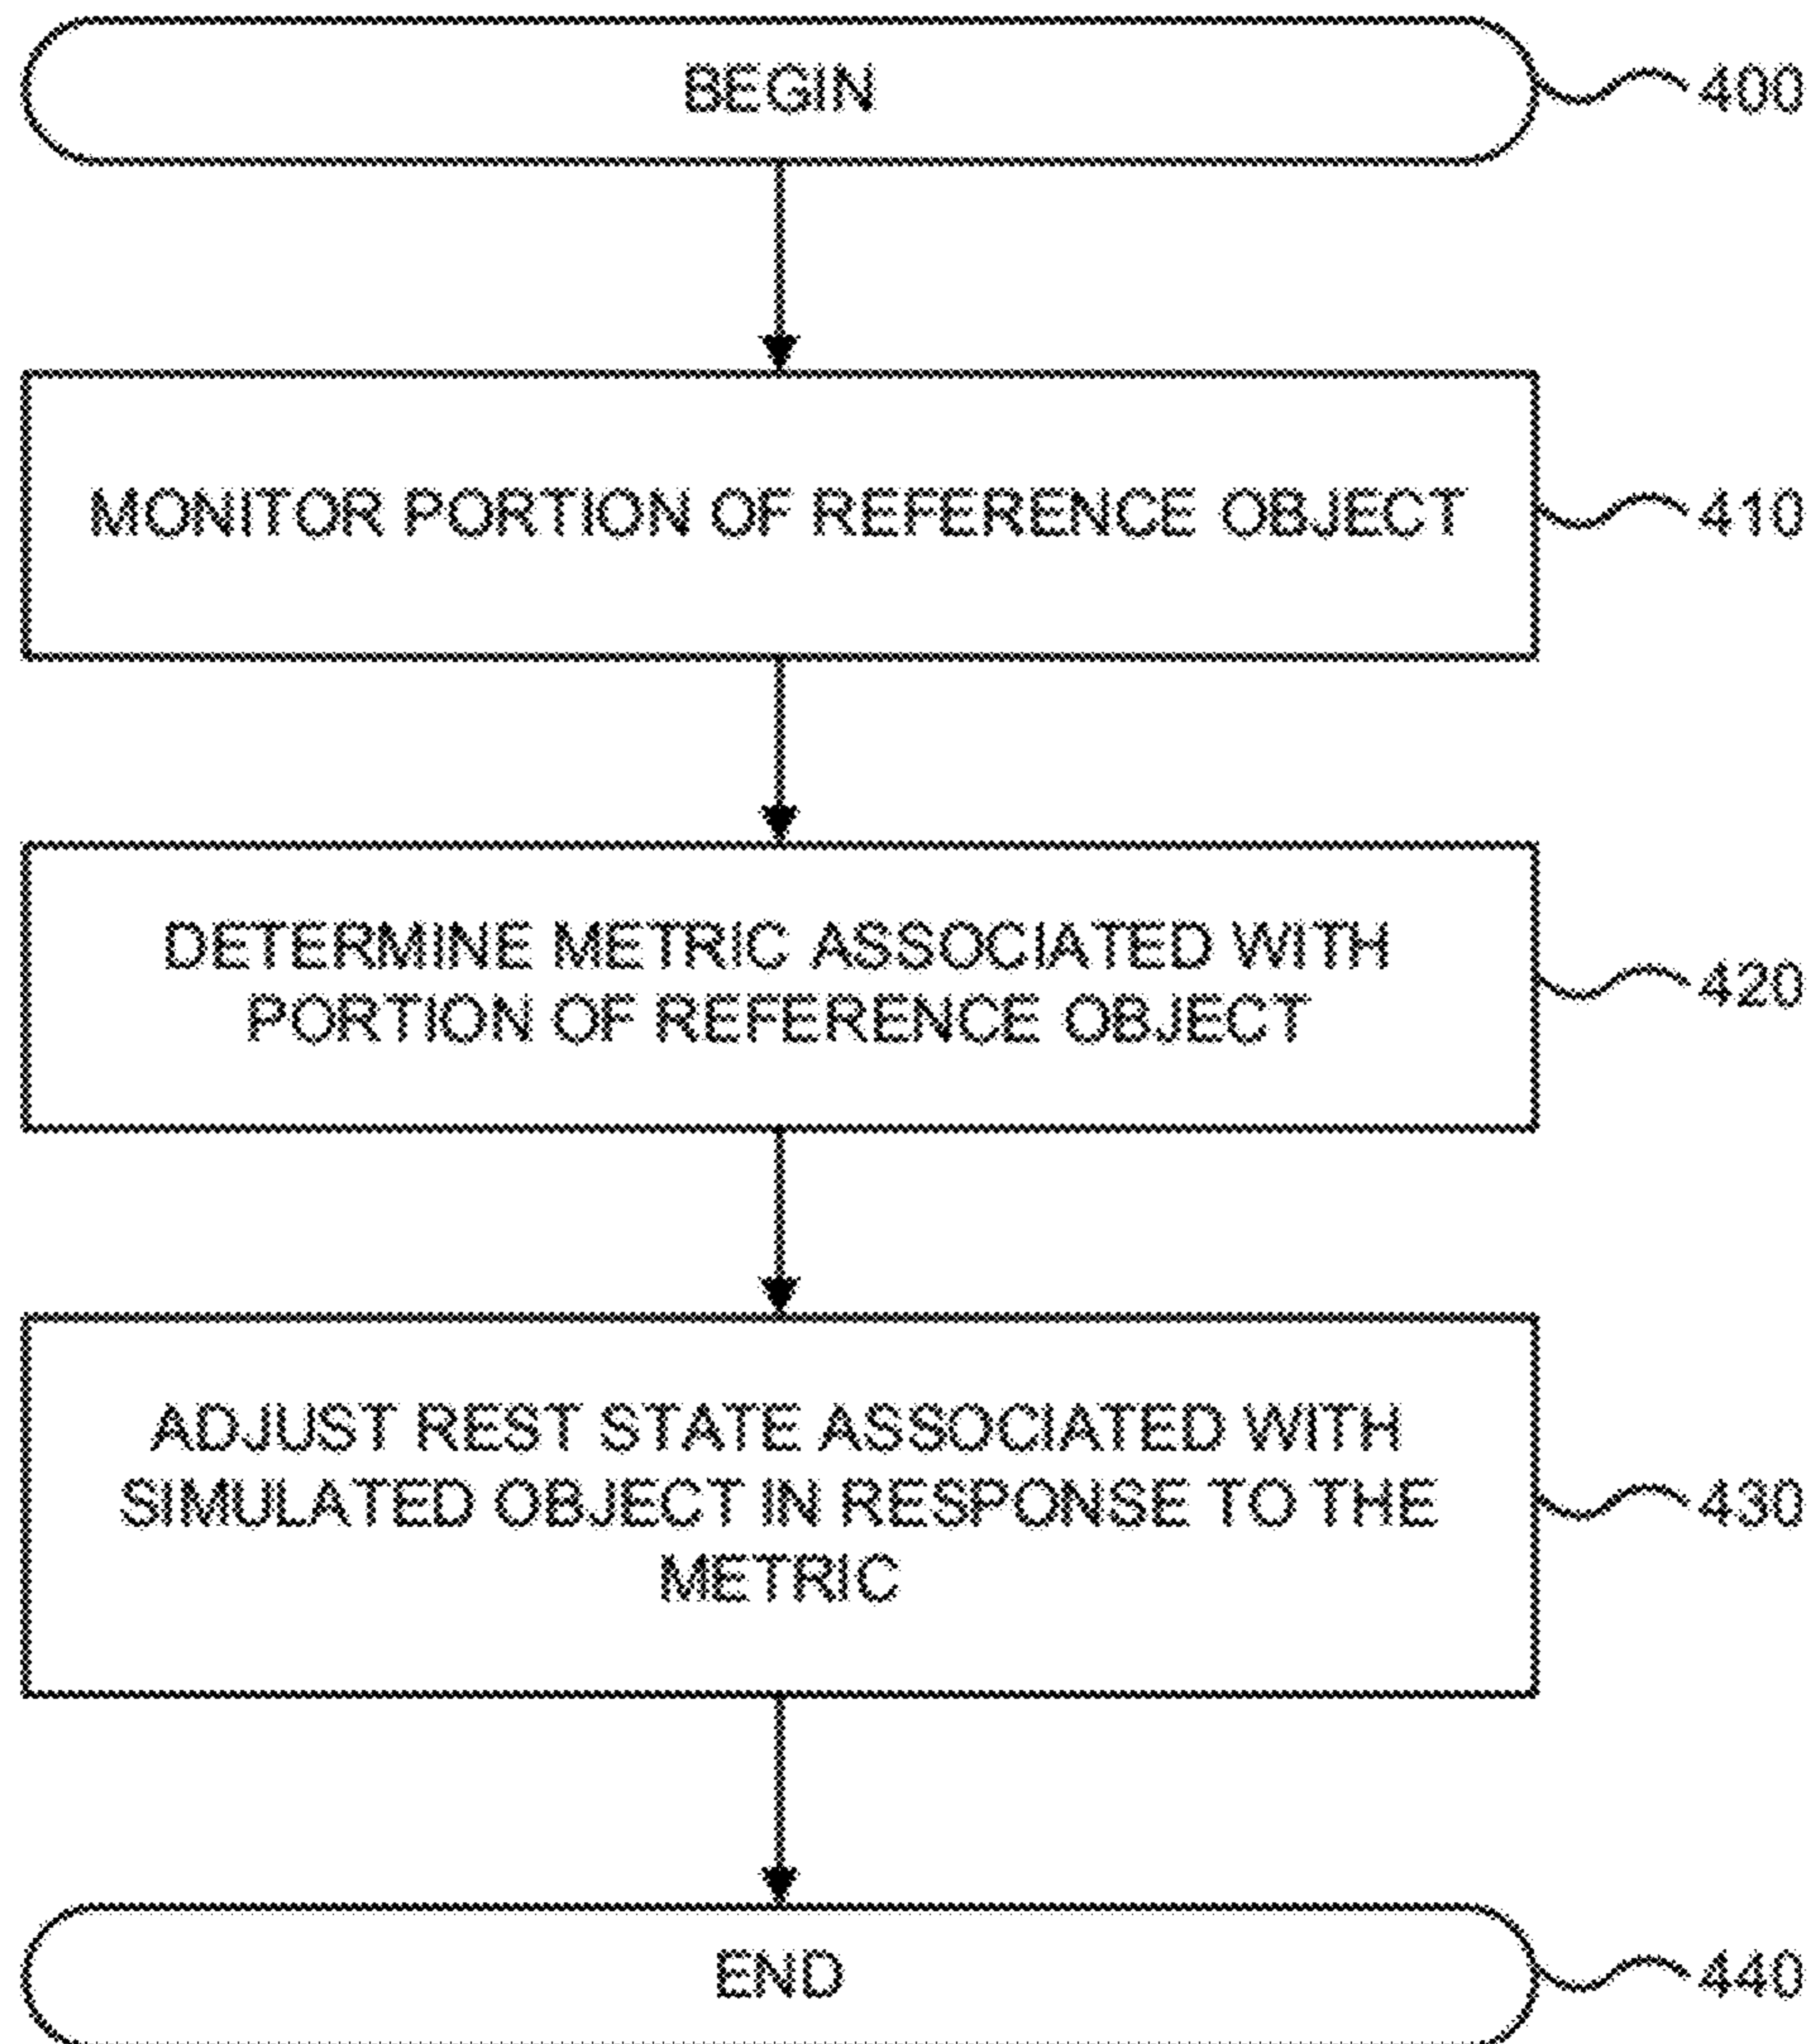 BEGIN
400
MONITOR PORTION OF REFERENCE OBJECT
410
DETERMINE METRIC ASSOCIATED WITH
PORTION OF REFERENCE OBJECT
420
ADJUST REST STATE ASSOCIATED WITH
SIMULATED OBJECT IN RESPONSE TO THE
METRIC
430
END
440